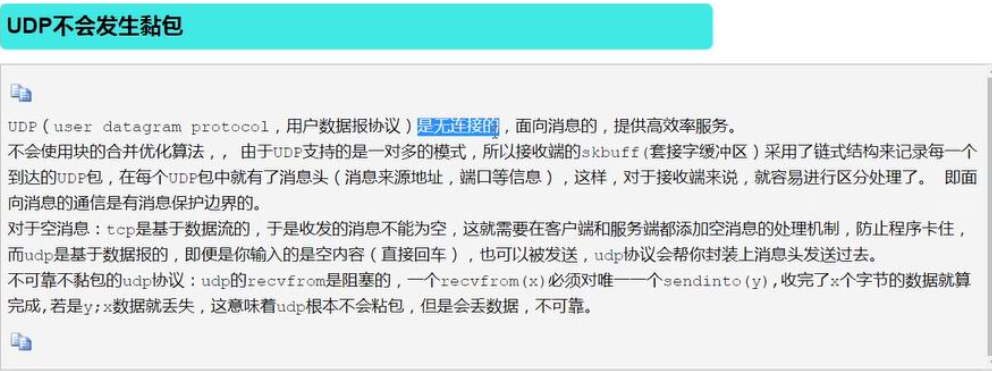 UDP不会发生黏包
UDP(user datagram protocol,用户数据报协议)是无连接的,面向消息的,提供高效率服务。
不会使用块的合并优化算法,, 由于UDP支持的是一对多的模式,所以接收端的skbuff(套接字缓冲区)采用了链式结构来记录每一个
到达的UDP包,在每个UDP包中就有了消息头(消息来源地址,端口等信息),这样,对于接收端来说,就容易进行区分处理了。 即面
向消息的通信是有消息保护边界的。
对于空消息:tcp是基于数据流的,于是收发的消息不能为空,这就需要在客户端和服务端都添加空消息的处理机制,防止程序卡住,
而udp是基于数据报的,即便是你输入的是空内容(直接回车),也可以被发送,udp协议会帮你封装上消息头发送过去。
不可靠不黏包的udp协议:udp的recvfrom是阻塞的,一个recvfrom(x)必须对唯一一个sendinto(y),收完了x个字节的数据就算
完成,若是y;x数据就丢失,这意味着udp根本不会粘包,但是会丢数据,不可靠。